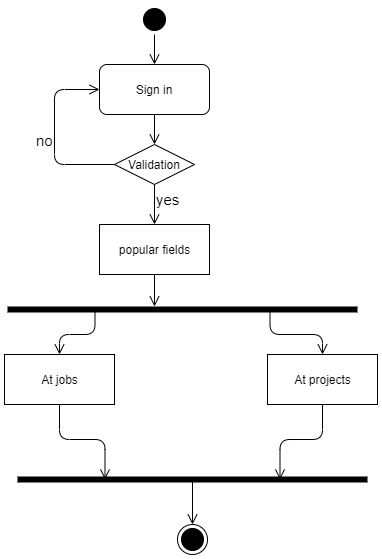 Sign in
no
Validation
yes
popular fields
At jobs
At projects